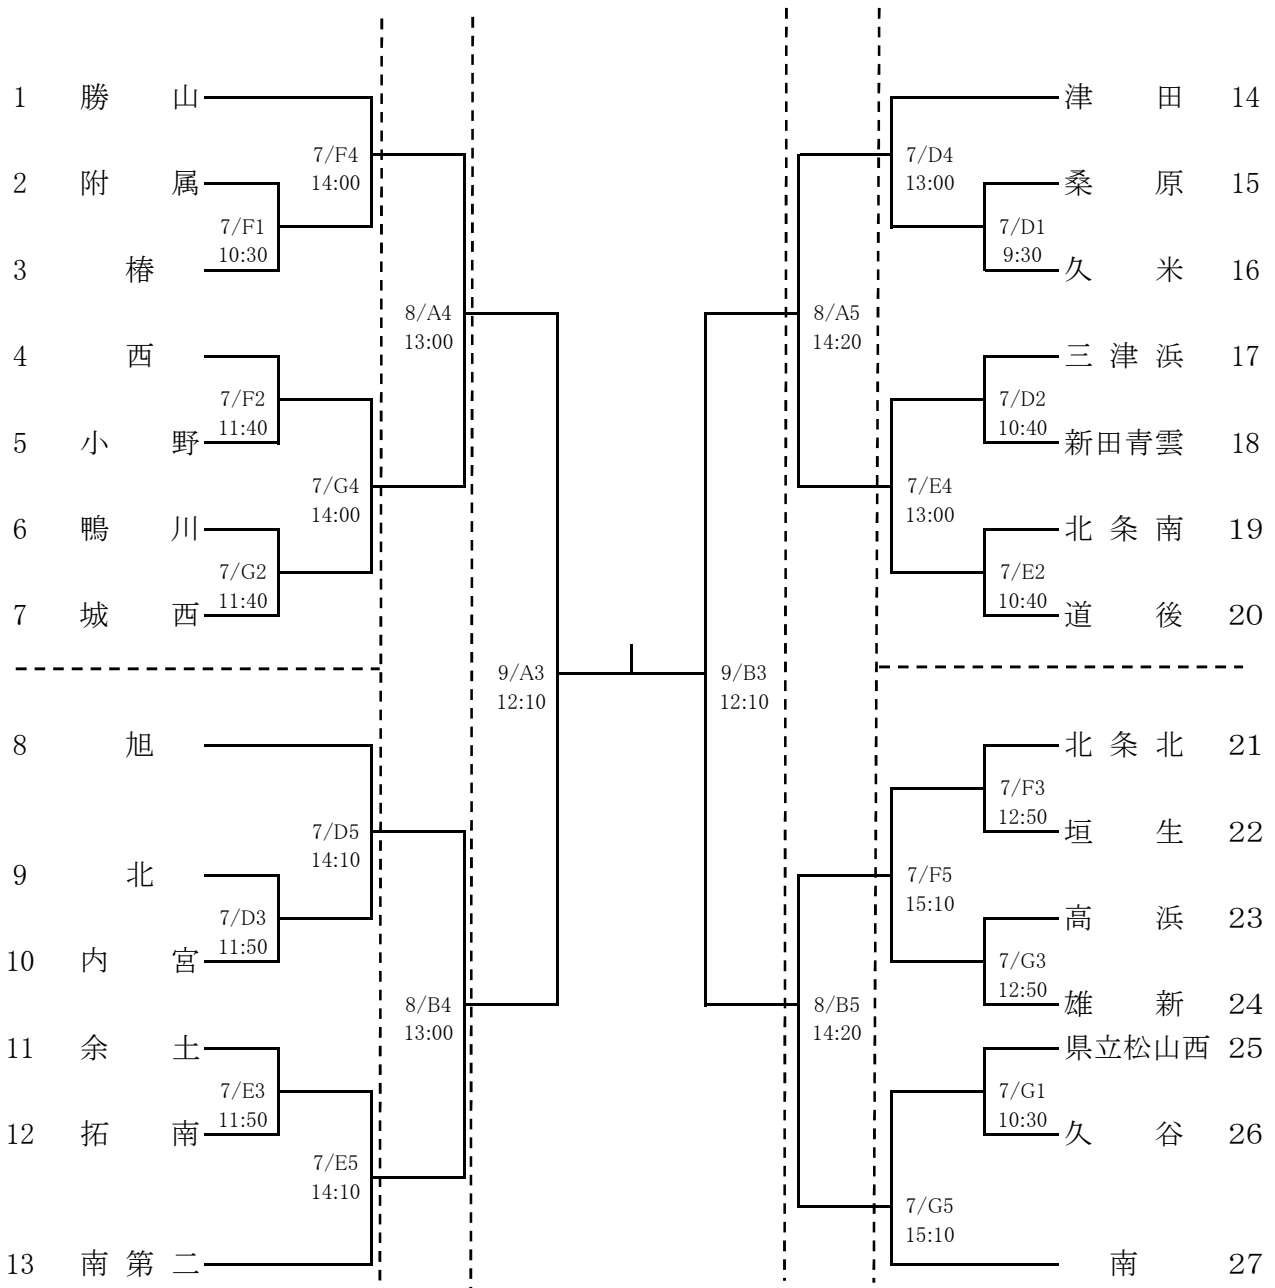 1 勝山 津田 14
7/F4 7/D4
14:00 13:00
2 附属 桑原 15
7/F1 7/D1
10:30 9:30
3 椿 久米 16
8/A4 8/A5
13:00 14:20
4 西 三津浜 17
7/F2 7/D2
11:40 10:40
5 小野 新田青雲 18
7/G4 7/E4
14:00 13:00
6 鴨川 北条南 19
7/G2 7/E2
11:40 10:40
7 城西 道後 20
9/A3 9/B3
12:10 12:10
8 旭 北条北 21
7/F3
12:50
7/D5 垣生 22
14:10
9 北 7/F5
15:10
7/D3 高浜 23
11:50
10 内宮 7/G3
12:50
8/B4 8/B5 雄新 24
13:00 14:20
11 余土 県立松山西 25
7/E3 7/G1
11:50 10:30
12 拓南 久谷 26
7/E5
14:10
7/G5
15:10
13 南第二 南 27